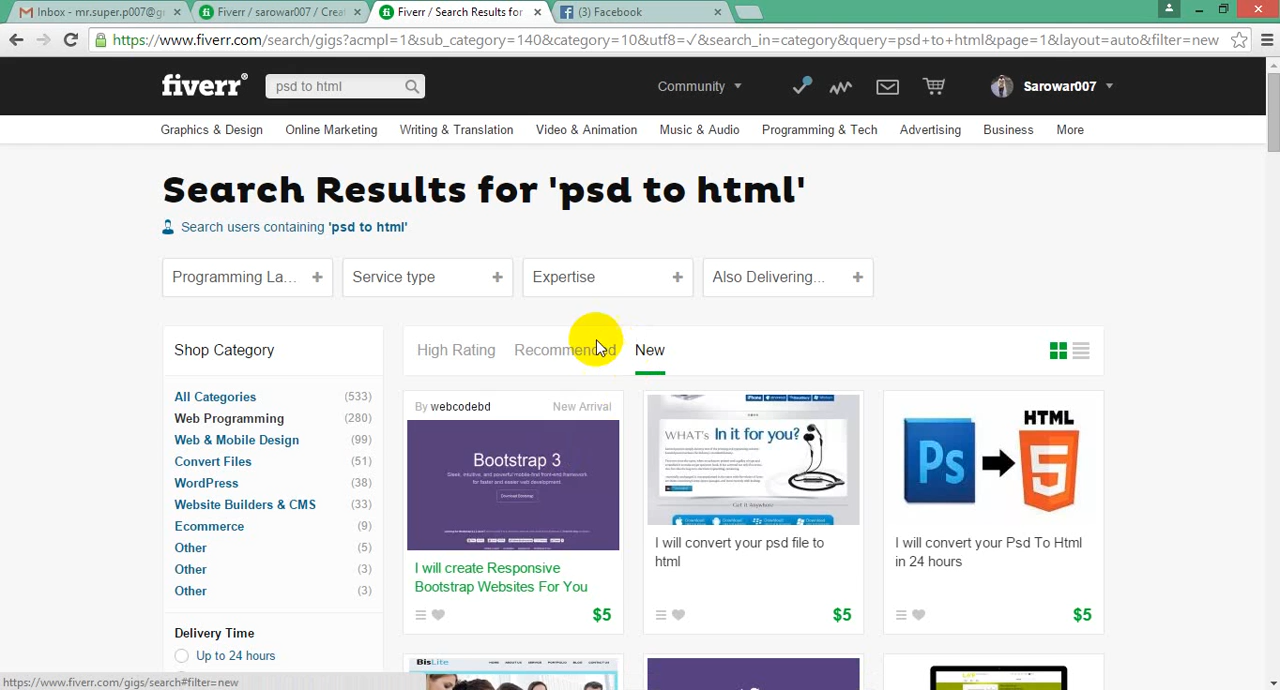 Inbox - mr.super.p007@g
Fiverr / sarowar007 / Creat
Fiverr / Search Results for
(3) Facebook
https://www.fiverr.com/search/gigs?acmpl=1&sub_category=140&category=10&utf8=✓&search_in=category&query=psd+to+html&page=1&layout=auto&filter=new
fiverr®
psd to html
Community
Sarowar007
Graphics & Design
Online Marketing
Writing & Translation
Video & Animation
Music & Audio
Programming & Tech
Advertising
Business
More
Search Results for 'psd to html'
Search users containing 'psd to html'
Programming La... +
Service type +
Expertise +
Also Delivering... +
Shop Category
All Categories (533)
Web Programming (280)
Web & Mobile Design (99)
Convert Files (51)
WordPress (38)
Website Builders & CMS (33)
Ecommerce (9)
Other (5)
Other (3)
Other (3)
Delivery Time
Up to 24 hours
High Rating
Recommended
New
By webcodebd
New Arrival
Bootstrap 3
I will create Responsive
Bootstrap Websites For You
$5
WHAT'S In it for you?
Get It Anywhere
I will convert your psd file to
html
$5
Ps
HTML
5
I will convert your Psd To Html
in 24 hours
$5
BisLite
https://www.fiverr.com/gigs/search#filter=new